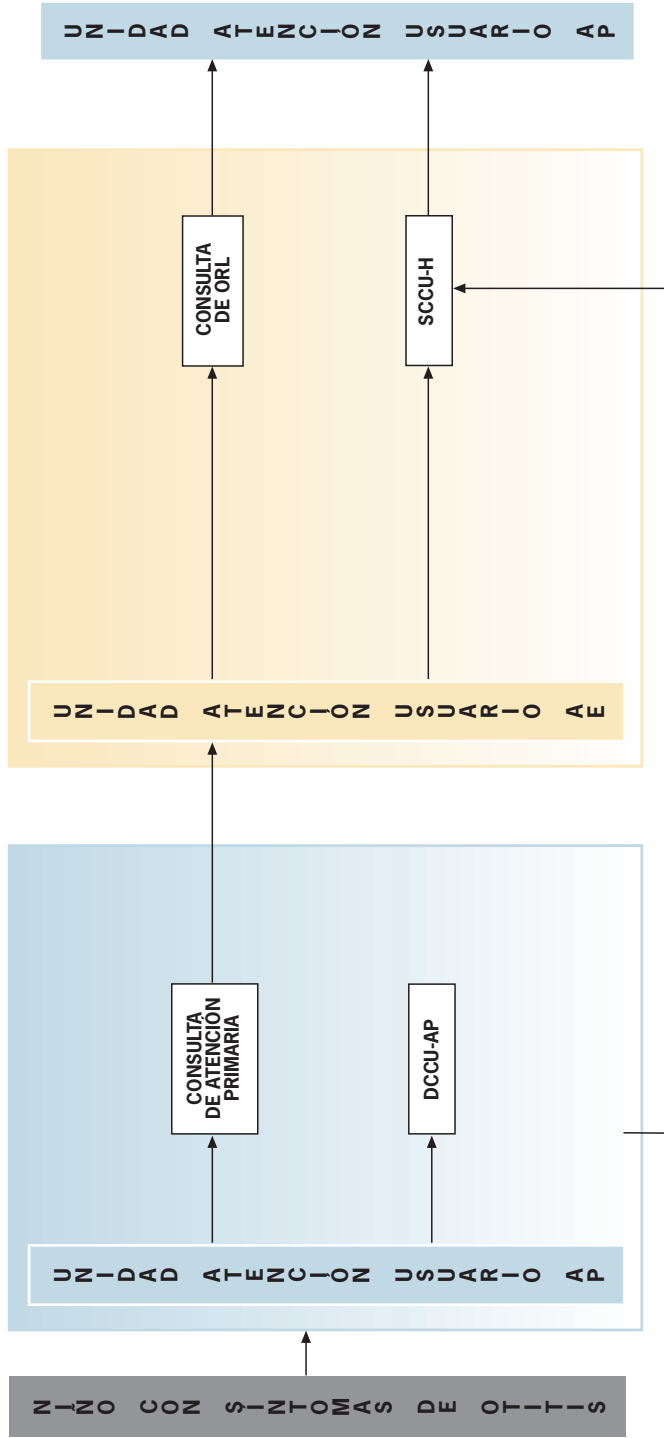 NIÑO CON SÍNTOMAS DE OTITIS
UNIDAD ATENCIÓN USUARIO AP
CONSULTA
DE ATENCIÓN
PRIMARIA
DCCU-AP
UNIDAD ATENCIÓN USUARIO AE
CONSULTA
DE ORL
SCCU-H
UNIDAD ATENCIÓN USUARIO AP